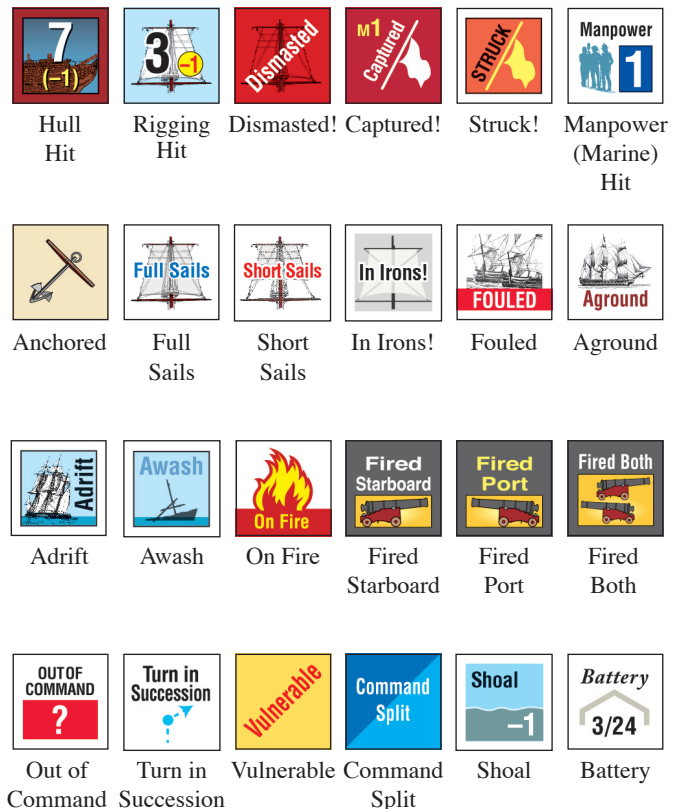 7
(–1)
3
–1
Dismasted
M1
Captured
STRUCK
Manpower
1
Hull
Hit
Rigging
Hit
Dismasted!
Captured!
Struck!
Manpower
(Marine)
Hit
Full Sails
Short Sails
In Irons!
FOULED
Aground
Anchored
Full
Sails
Short
Sails
In Irons!
Fouled
Aground
Adrift
Awash
On Fire
Fired
Starboard
Fired
Port
Fired Both
Adrift
Awash
On Fire
Fired
Starboard
Fired
Port
Fired
Both
OUT OF
COMMAND
?
Turn in
Succession
Vulnerable
Command
Split
Shoal
–1
Battery
3/24
Out of
Command
Turn in
Succession
Vulnerable
Command
Split
Shoal
Battery